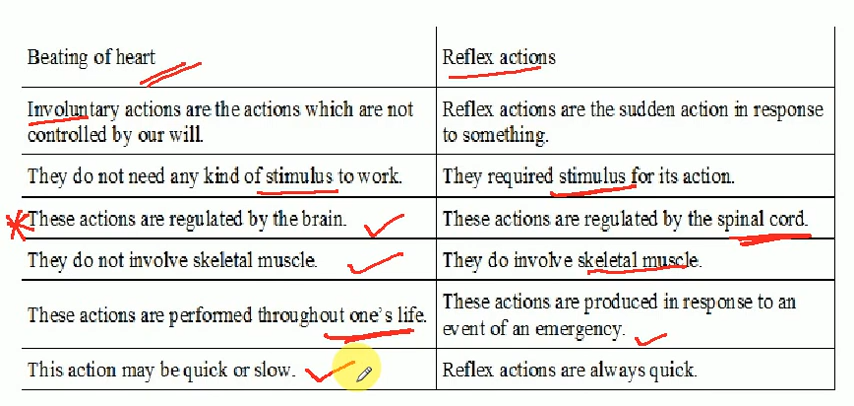 Beating of heart
Reflex actions
Involuntary actions are the actions which are not
controlled by our will.
Reflex actions are the sudden action in response
to something.
They do not need any kind of stimulus to work.
They required stimulus for its action.
These actions are regulated by the brain.
These actions are regulated by the spinal cord.
They do not involve skeletal muscle.
They do involve skeletal muscle.
These actions are performed throughout one's life.
These actions are produced in response to an
event of an emergency.
This action may be quick or slow.
Reflex actions are always quick.